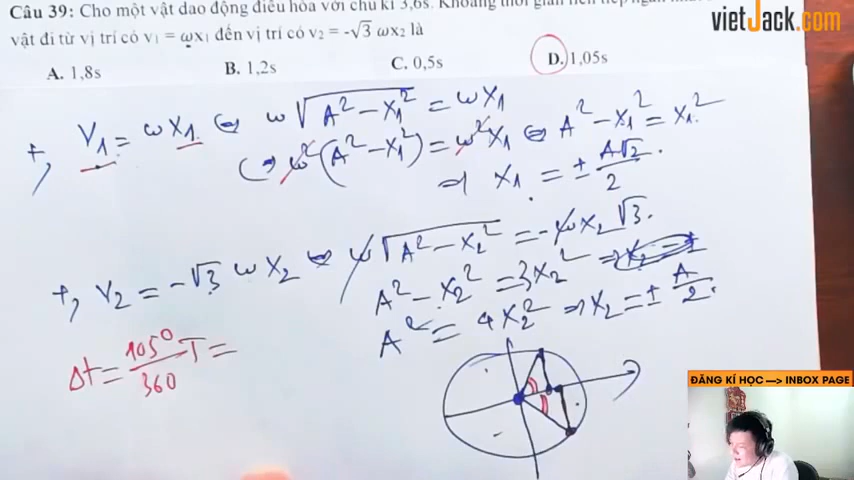 Câu 39: Cho một vật dao động điều hòa với chu kì 3,6s. Khoảng thời gian liên tiếp ngắn
vật đi từ vị trí có v₁ = ωx₁ đến vị trí có v₂ = -√3 ωx₂ là
A. 1,8s B. 1,2s C. 0,5s D. 1,05s
+, V₁ = ωX₁ ⇔ ω√(A² - X₁²) = ωX₁
⇔ ω²(A² - X₁²) = ω²X₁ ⇔ A² - X₁² = X₁²
⇒ X₁ = ± A√2/2.
+, V₂ = -√3 ωX₂ ⇔ ω√(A² - X₂²) = -ωX₂√3.
A² - X₂² = 3X₂²
A² = 4X₂² ⇒ X₂ = ± A/2.
Δt = 105⁰/360 T =
vietJack.com
ĐĂNG KÍ HỌC —> INBOX PAGE